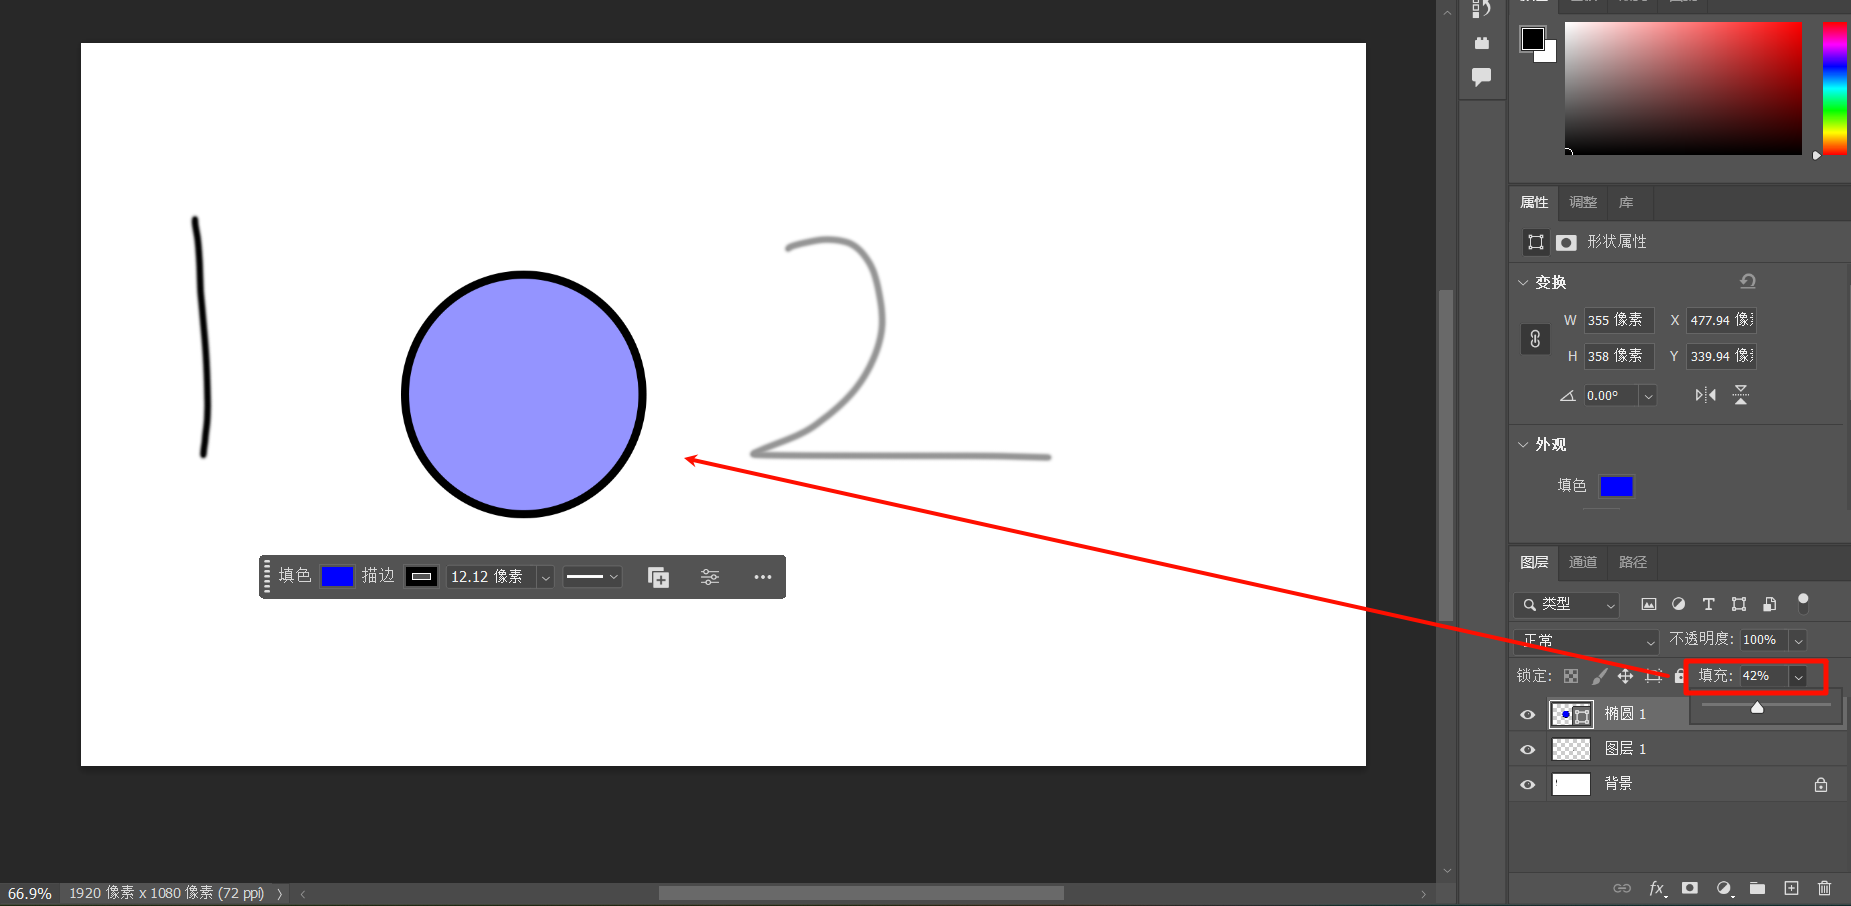 属性 调整 库
形状属性
变换
W 355 像素 X 477.94 像
H 358 像素 Y 339.94 像
0.00°
外观
填色
1 2
填色 描边 12.12 像素
图层 通道 路径
类型
正常 不透明度: 100%
锁定: 填充: 42%
椭圆 1
图层 1
背景
fx
66.9% 1920 像素 x 1080 像素 (72 ppi)